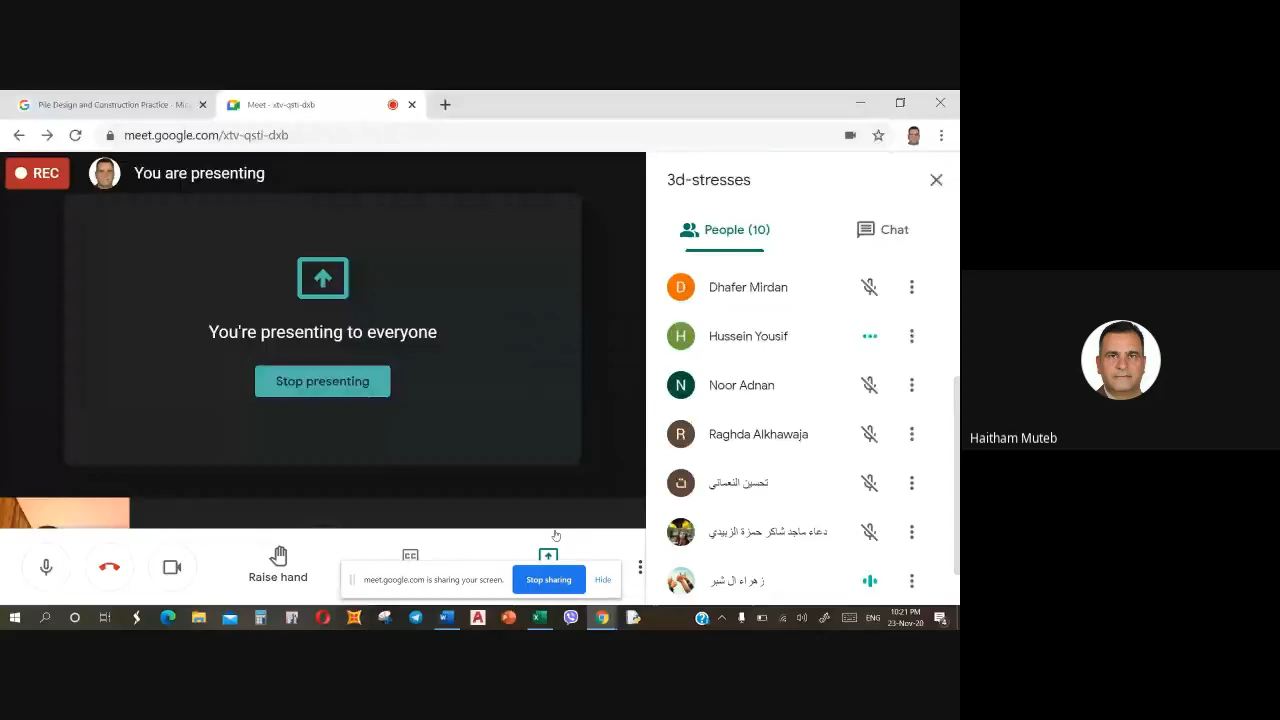 Pile Design and Construction Practice - Mi
Meet - xtv-qsti-dxb
meet.google.com/xtv-qsti-dxb
REC
You are presenting
You're presenting to everyone
Stop presenting
3d-stresses
People (10)
Chat
D
Dhafer Mirdan
H
Hussein Yousif
N
Noor Adnan
R
Raghda Alkhawaja
ت
تحسين النعماني
دعاء ماجد شاكر حمزة الزبيدي
زهراء ال شبر
Raise hand
CC
meet.google.com is sharing your screen.
Stop sharing
Hide
ENG
10:21 PM
23-Nov-20
Haitham Muteb